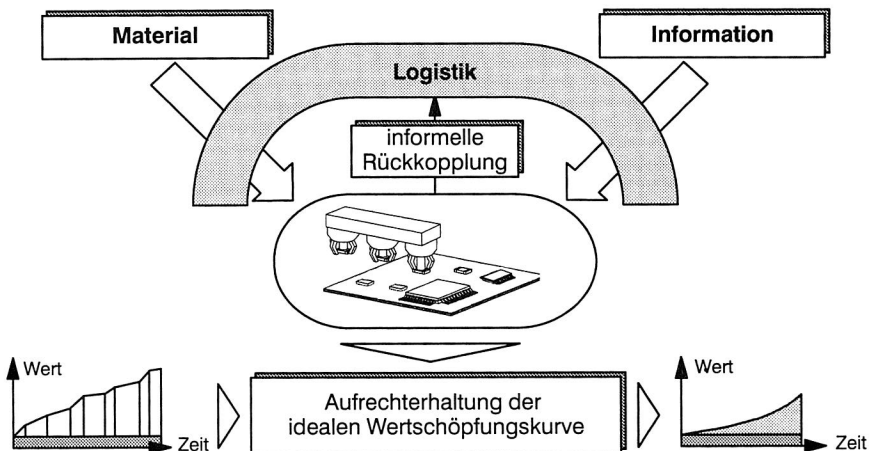 Material
Information
Logistik
informelle
Rückkopplung
Wert
Zeit
Aufrechterhaltung der
idealen Wertschöpfungskurve
Wert
Zeit